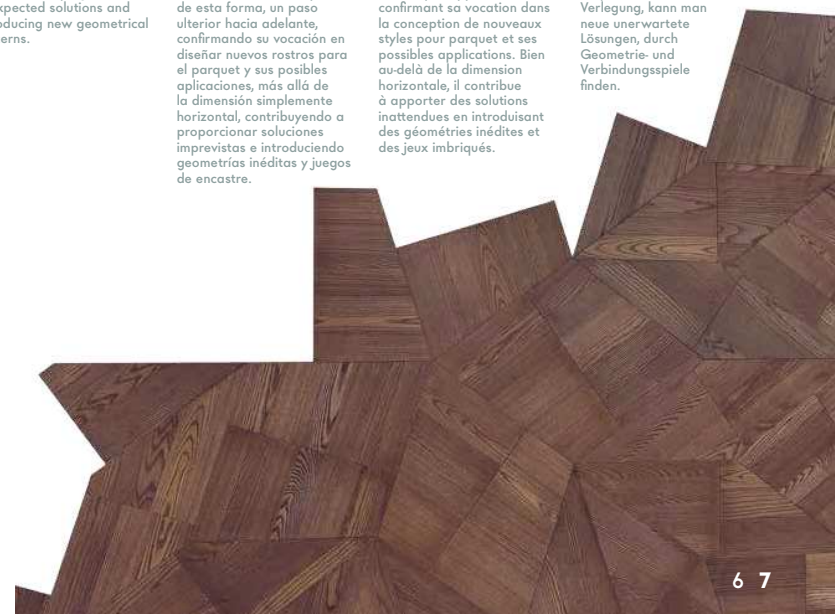 solutions and
new geometrical
de esta forma, un paso
ulterior hacia adelante,
confirmando su vocación en
diseñar nuevos rostros para
el parquet y sus posibles
aplicaciones, más allá de
la dimensión simplemente
horizontal, contribuyendo a
proporcionar soluciones
imprevistas e introduciendo
geometrías inéditas y juegos
de encastre.
confirmant sa vocation dans
la conception de nouveaux
styles pour parquet et ses
possibles applications. Bien
au-delà de la dimension
horizontale, il contribue
à apporter des solutions
inattendues en introduisant
des géométries inédites et
des jeux imbriqués.
Verlegung, kann man
neue unerwartete
Lösungen, durch
Geometrie- und
Verbindungsspiele
finden.
6 7